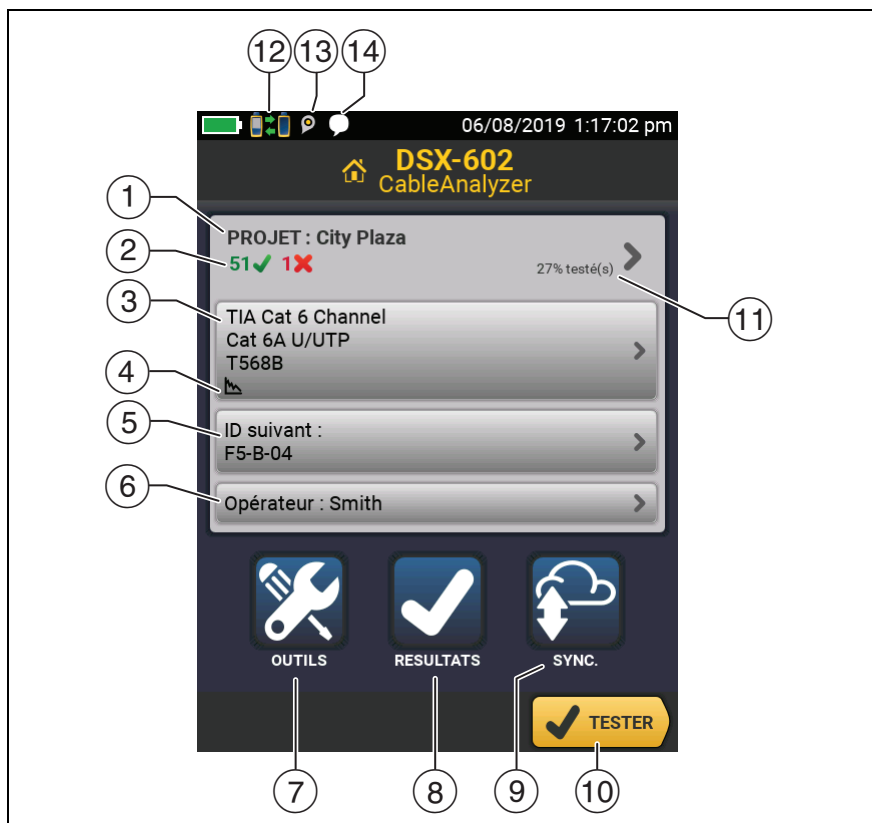 12 13 14
06/08/2019 1:17:02 pm
DSX-602
CableAnalyzer
1
PROJET : City Plaza
2
51 1
27% testé(s)
11
3
TIA Cat 6 Channel
Cat 6A U/UTP
T568B
4
5
ID suivant :
F5-B-04
6
Opérateur : Smith
OUTILS RESULTATS SYNC.
TESTER
7 8 9 10